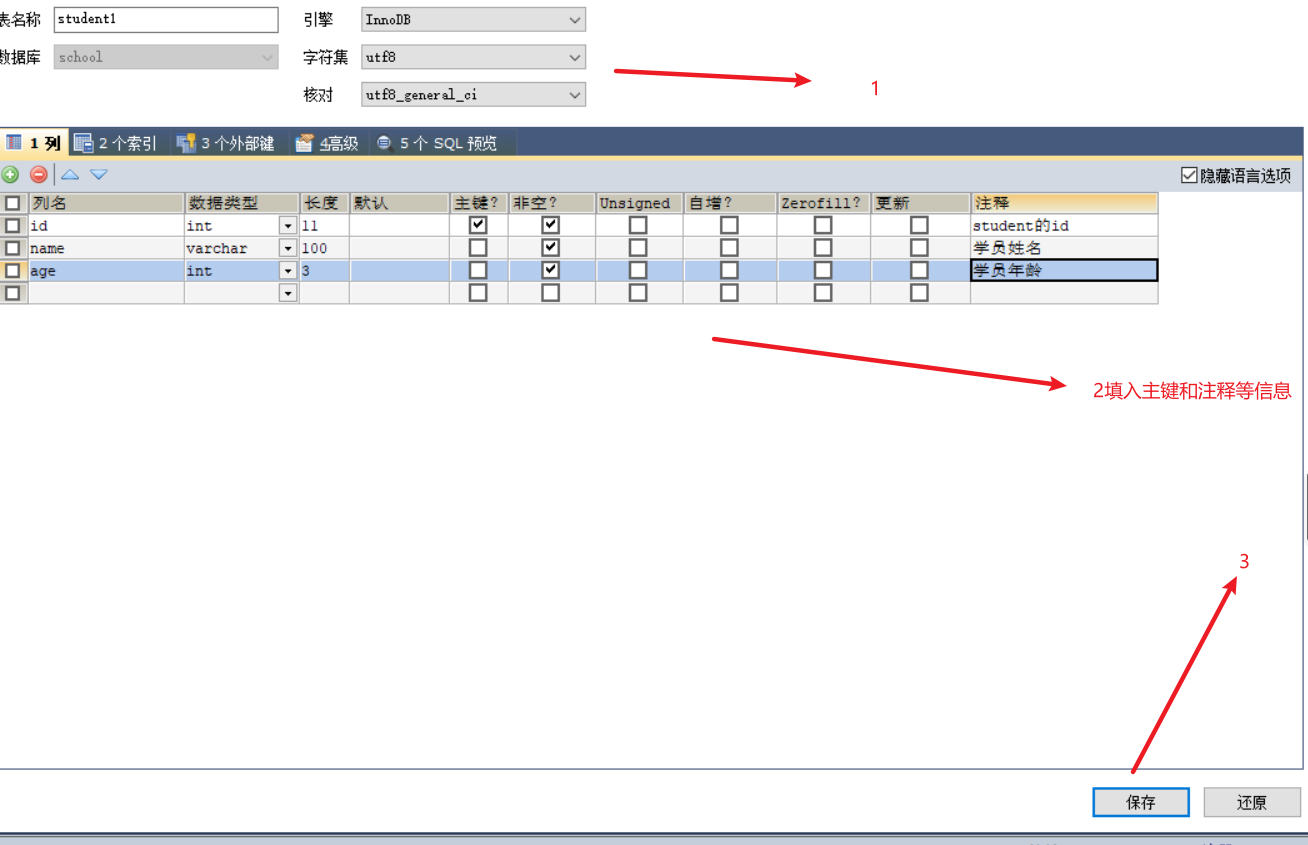 表名称 student1 引擎 InnoDB
数据库 school 字符集 utf8
核对 utf8_general_ci
1
1 列 2 个索引 3 个外部键 4高级 5 个 SQL 预览
隐藏语言选项
列名 数据类型 长度 默认 主键? 非空? Unsigned 自增? Zerofill? 更新 注释
id int 11 student的id
name varchar 100 学员姓名
age int 3 学员年龄
2填入主键和注释等信息
3
保存 还原